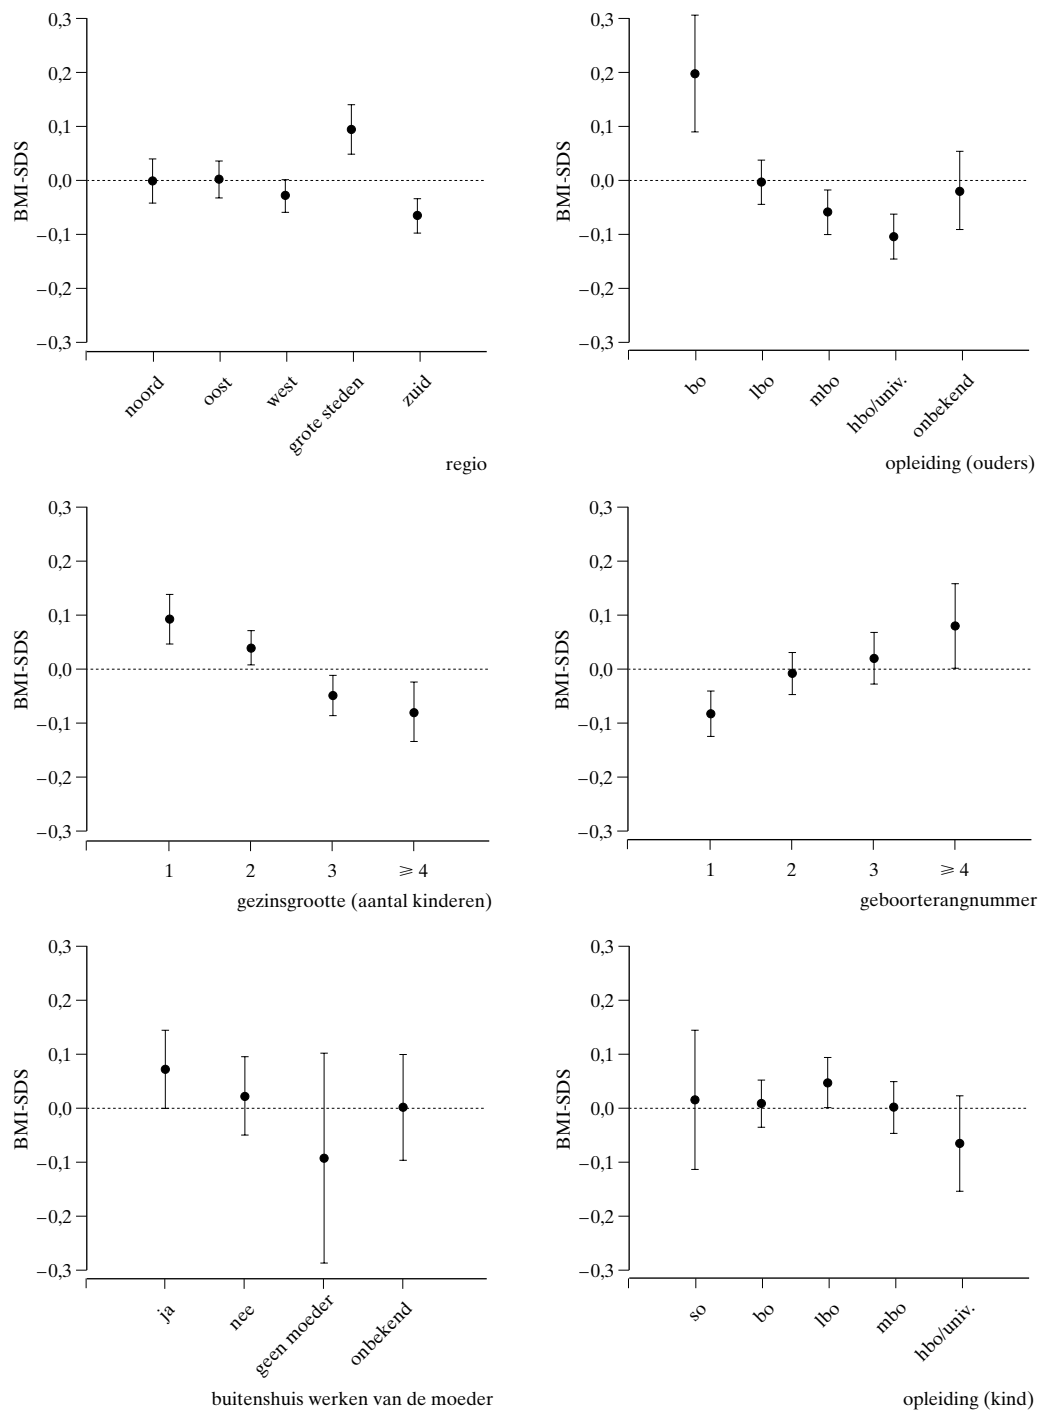 0,3
0,2
0,1
0,0
–0,1
–0,2
–0,3
BMI-SDS
noord
oost
west
grote steden
zuid
regio
0,3
0,2
0,1
0,0
–0,1
–0,2
–0,3
BMI-SDS
bo
lbo
mbo
hbo/univ.
onbekend
opleiding (ouders)
0,3
0,2
0,1
0,0
–0,1
–0,2
–0,3
BMI-SDS
1 2 3 ⩾ 4
gezinsgrootte (aantal kinderen)
0,3
0,2
0,1
0,0
–0,1
–0,2
–0,3
BMI-SDS
1 2 3 ⩾ 4
geboorterangnummer
0,3
0,2
0,1
0,0
–0,1
–0,2
–0,3
BMI-SDS
ja
nee
geen moeder
onbekend
buitenshuis werken van de moeder
0,3
0,2
0,1
0,0
–0,1
–0,2
–0,3
BMI-SDS
so
bo
lbo
mbo
hbo/univ.
opleiding (kind)